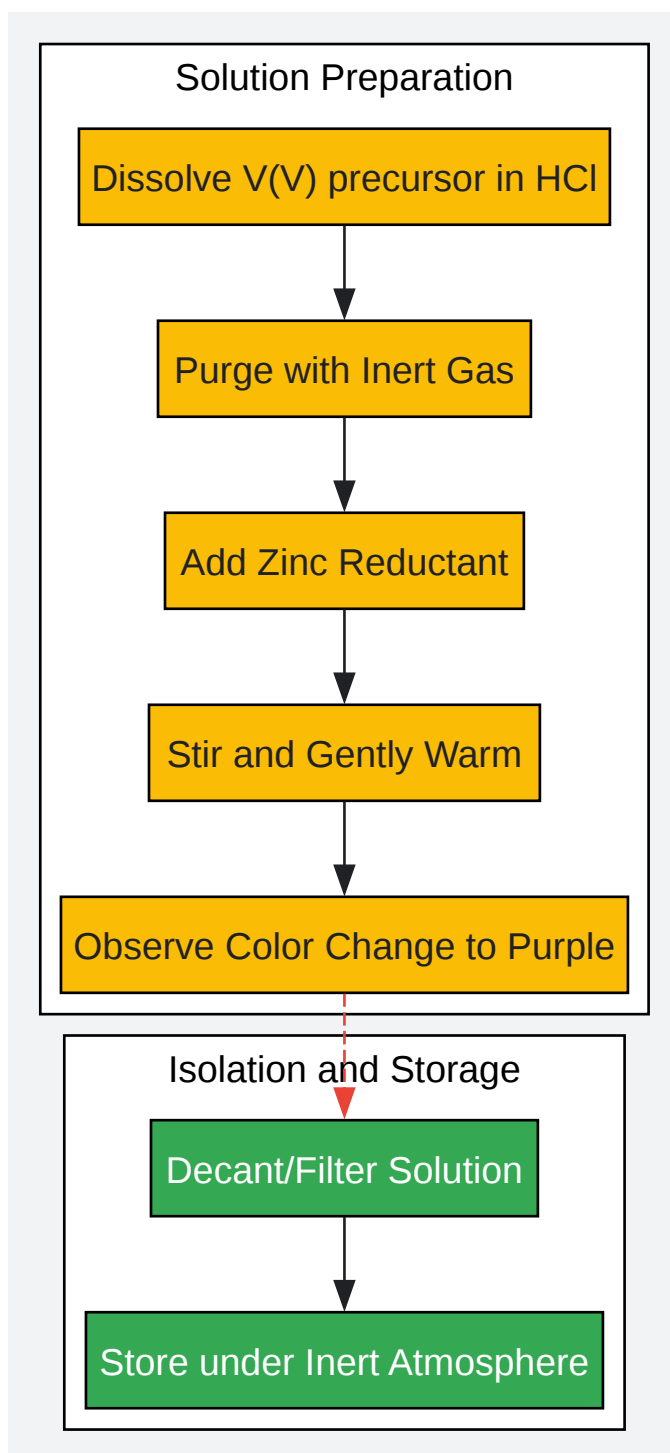 Solution Preparation
Dissolve V(V) precursor in HCl
Purge with Inert Gas
Add Zinc Reductant
Stir and Gently Warm
Observe Color Change to Purple
Isolation and Storage
Decant/Filter Solution
Store under Inert Atmosphere